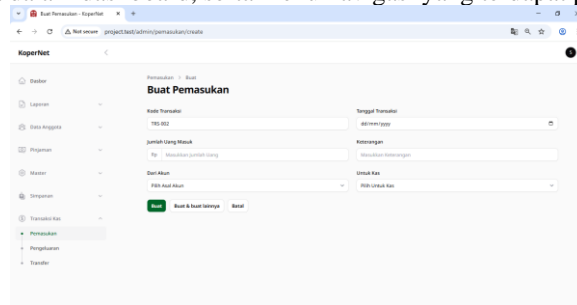 Buat Pemasukan - KoperNet
Not secure project.test/admin/pemasukan/create
KoperNet
Dasbor
Laporan
Data Anggota
Pinjaman
Master
Simpanan
Transaksi Kas
Pemasukan
Pengeluaran
Transfer
Pemasukan > Buat
Buat Pemasukan
Kode Transaksi
TRS-002
Tanggal Transaksi
dd/mm/yyyy
Jumlah Uang Masuk
Rp Masukkan Jumlah Uang
Keterangan
Masukkan Keterangan
Dari Akun
Pilih Asal Akun
Untuk Kas
Pilih Untuk Kas
Buat Buat & buat lainnya Batal